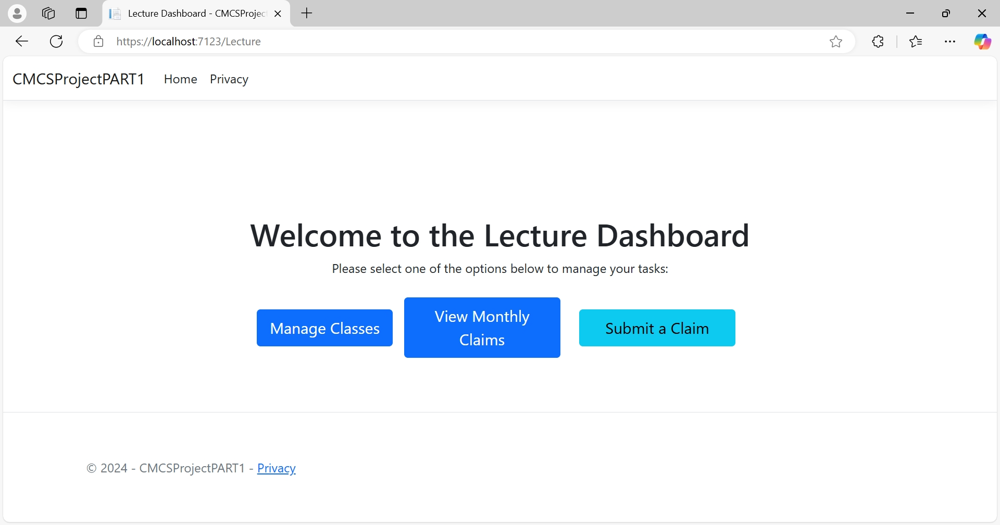 Lecture Dashboard - CMCSProjec
https://localhost:7123/Lecture
CMCSProjectPART1 Home Privacy
Welcome to the Lecture Dashboard
Please select one of the options below to manage your tasks:
Manage Classes
View Monthly
Claims
Submit a Claim
© 2024 - CMCSProjectPART1 - Privacy